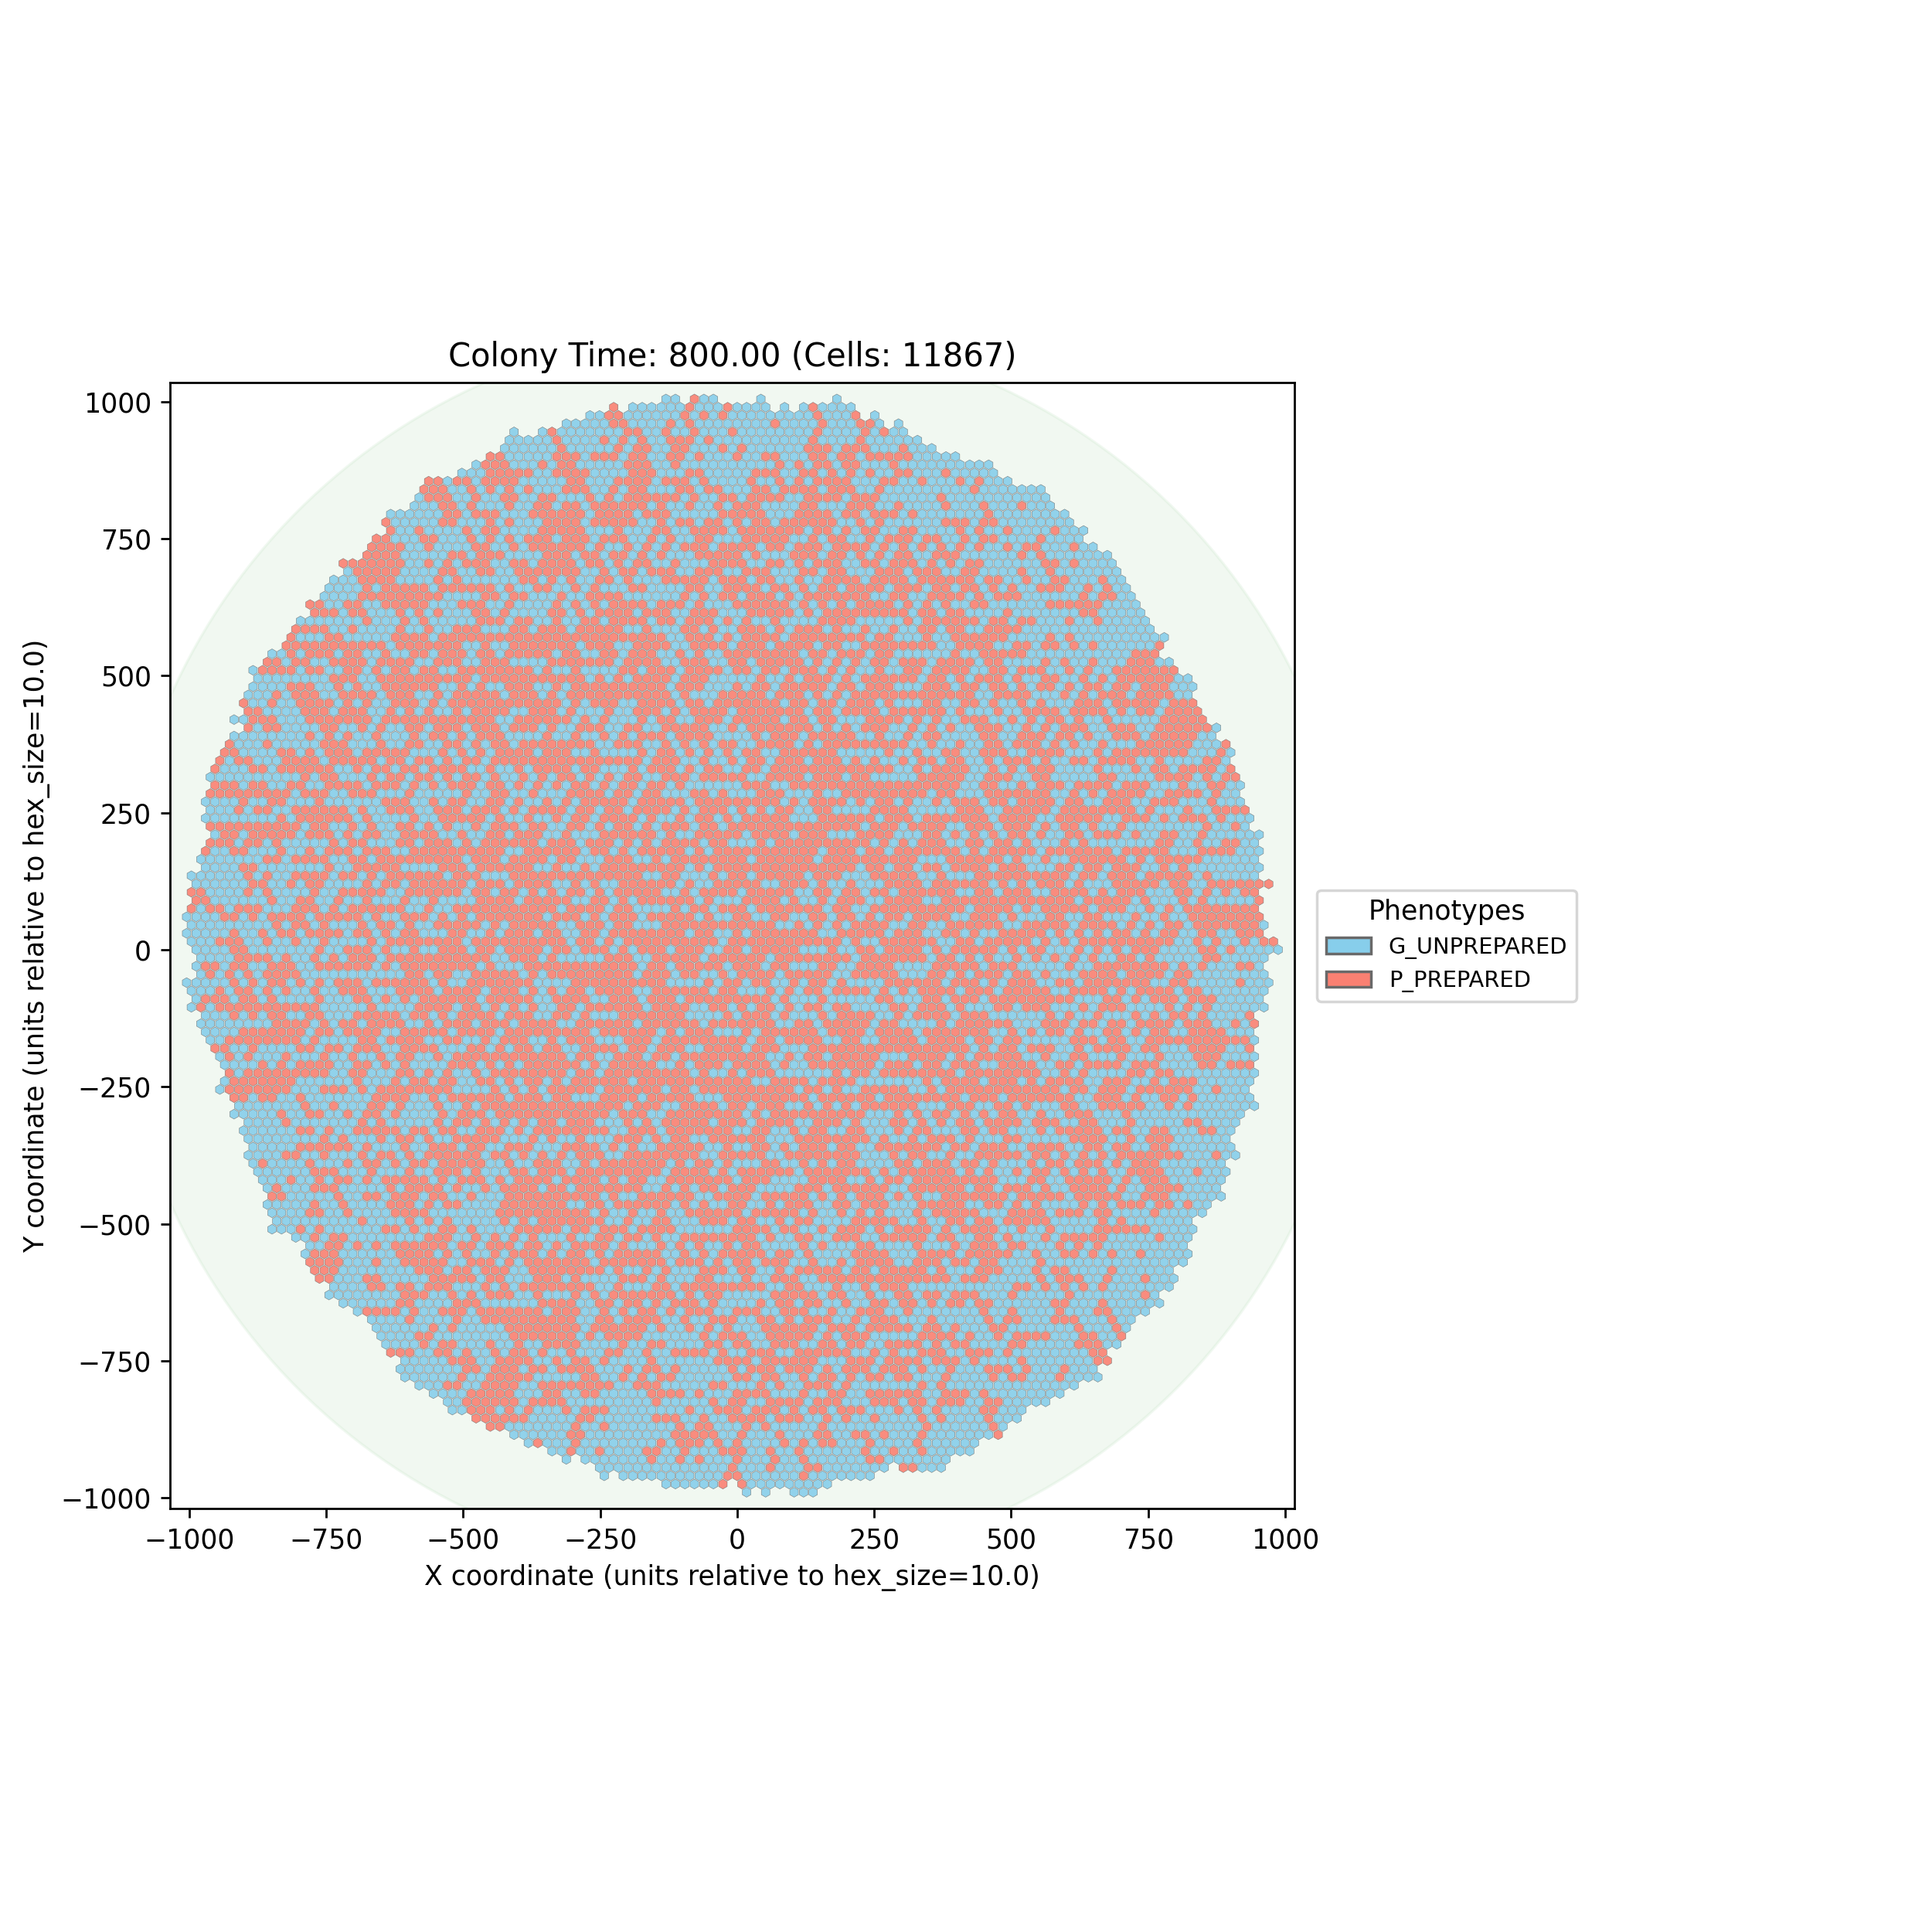 Colony Time: 800.00 (Cells: 11867)
Y coordinate (units relative to hex_size=10.0)
1000
750
500
250
0
−250
−500
−750
−1000
−1000 −750 −500 −250 0 250 500 750 1000
X coordinate (units relative to hex_size=10.0)
Phenotypes
G_UNPREPARED
P_PREPARED